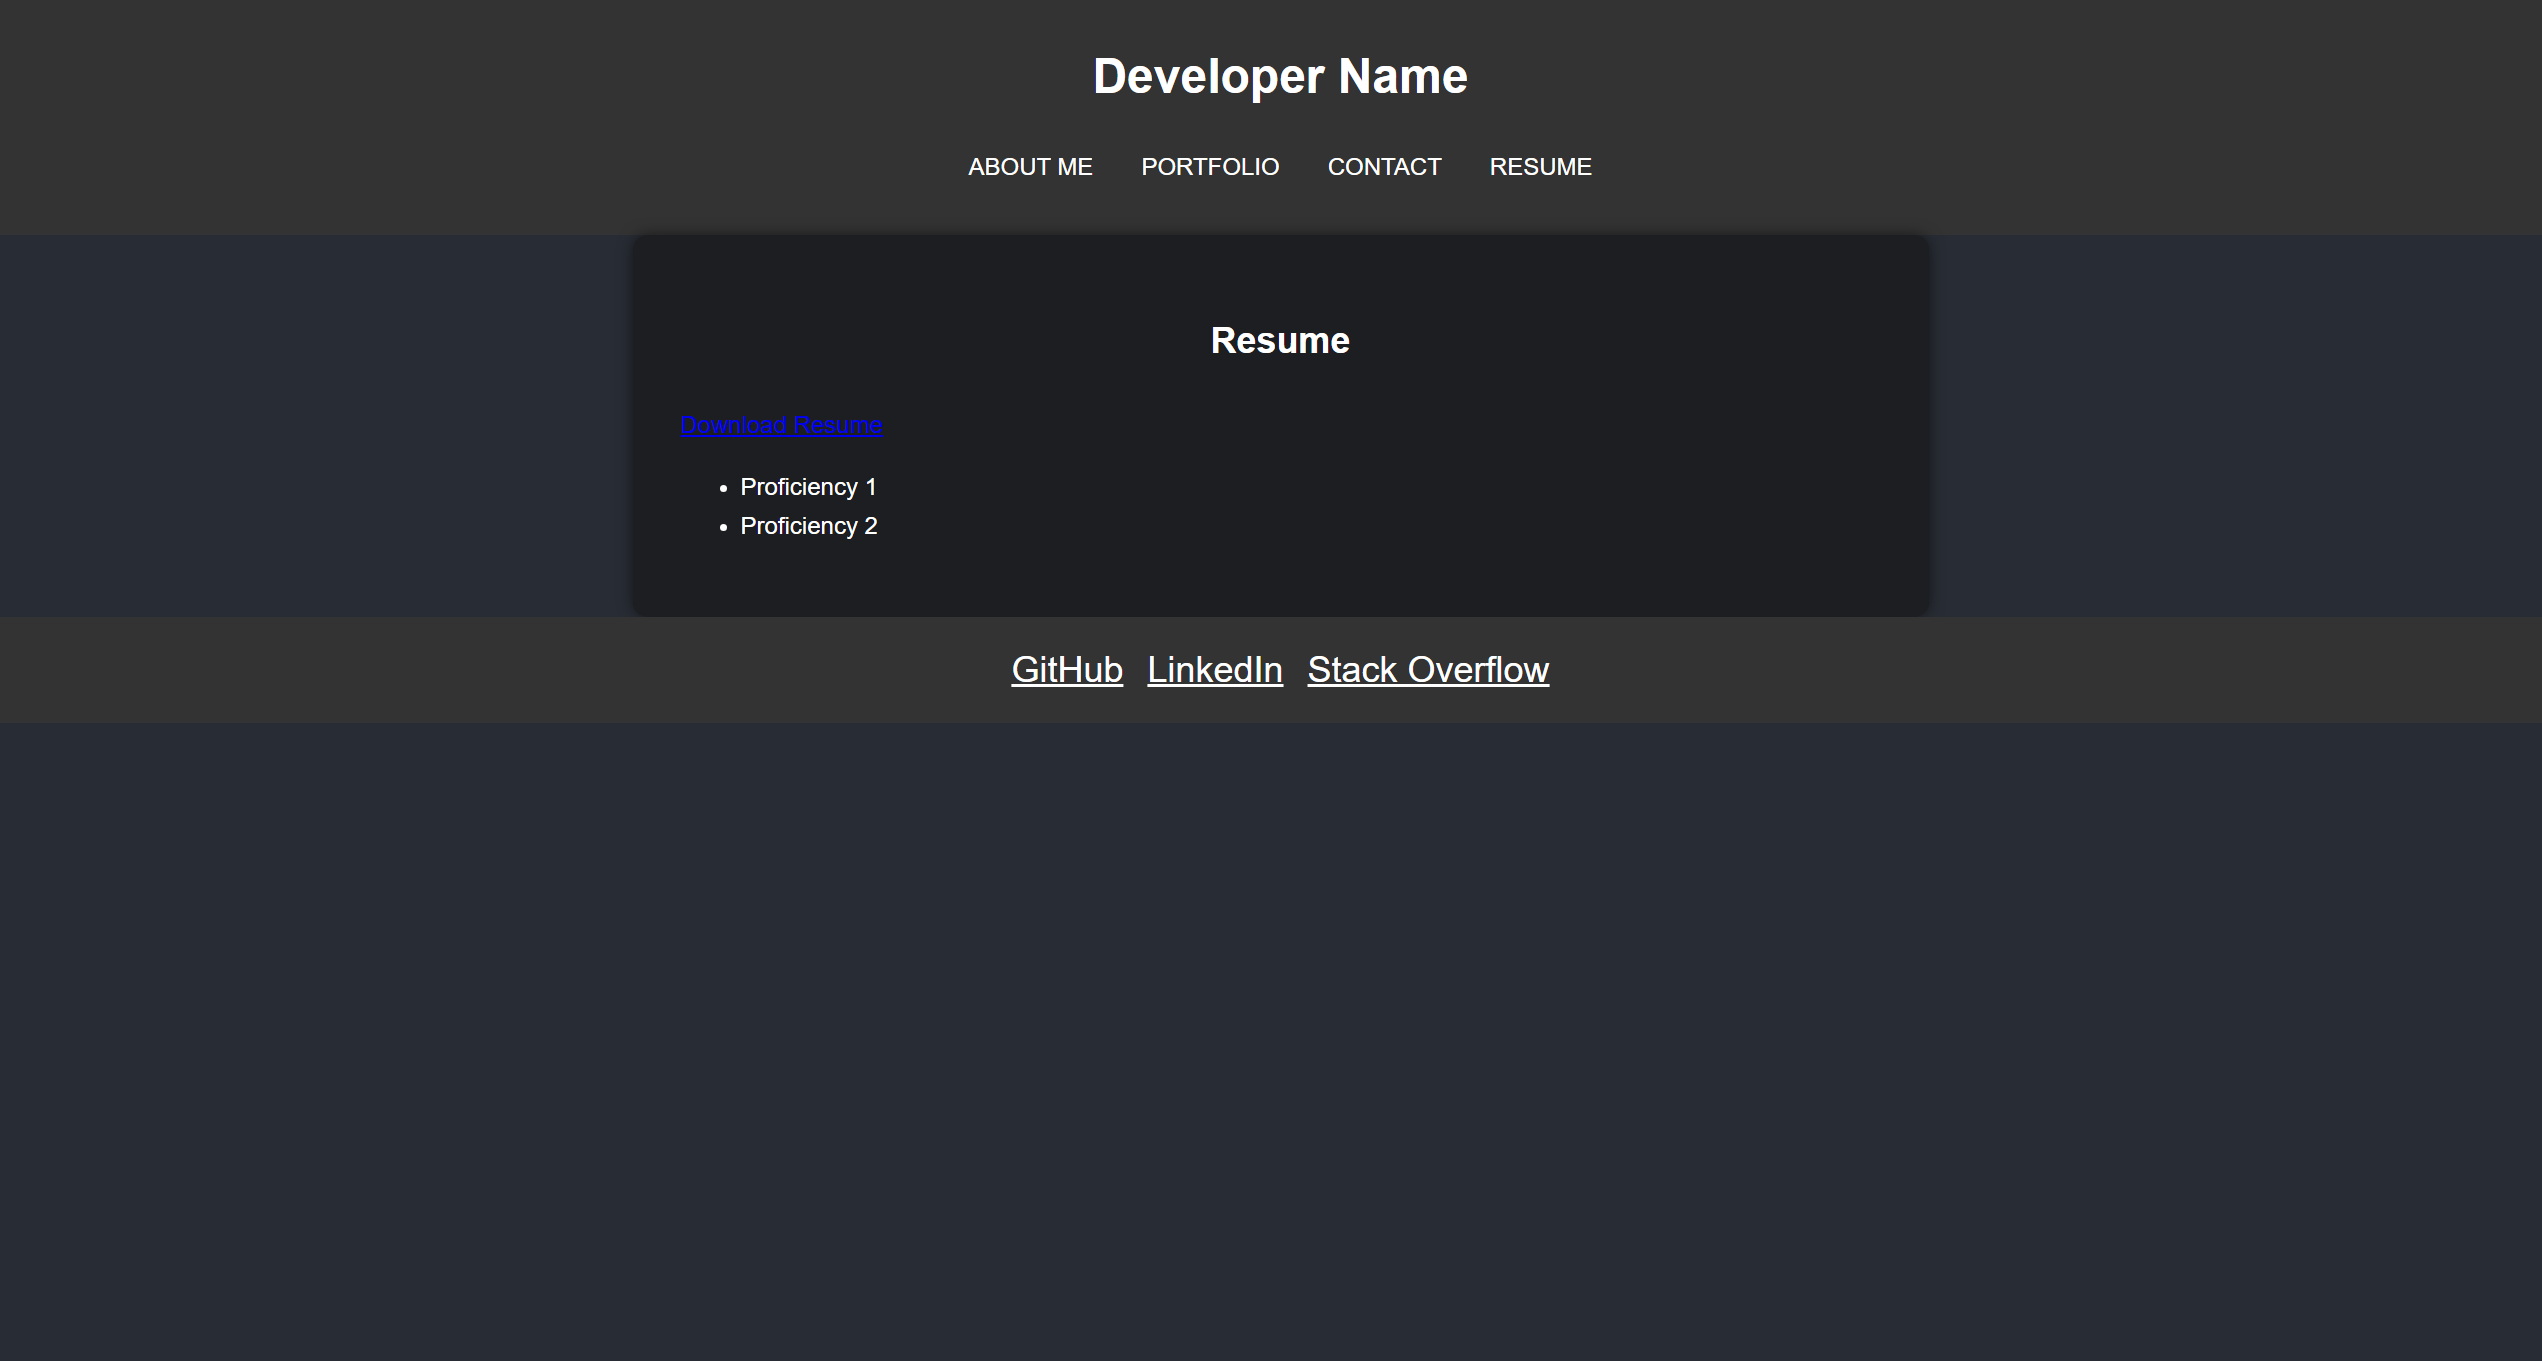 Developer Name
ABOUT ME PORTFOLIO CONTACT RESUME
Resume
Download Resume
• Proficiency 1
• Proficiency 2
GitHub LinkedIn Stack Overflow